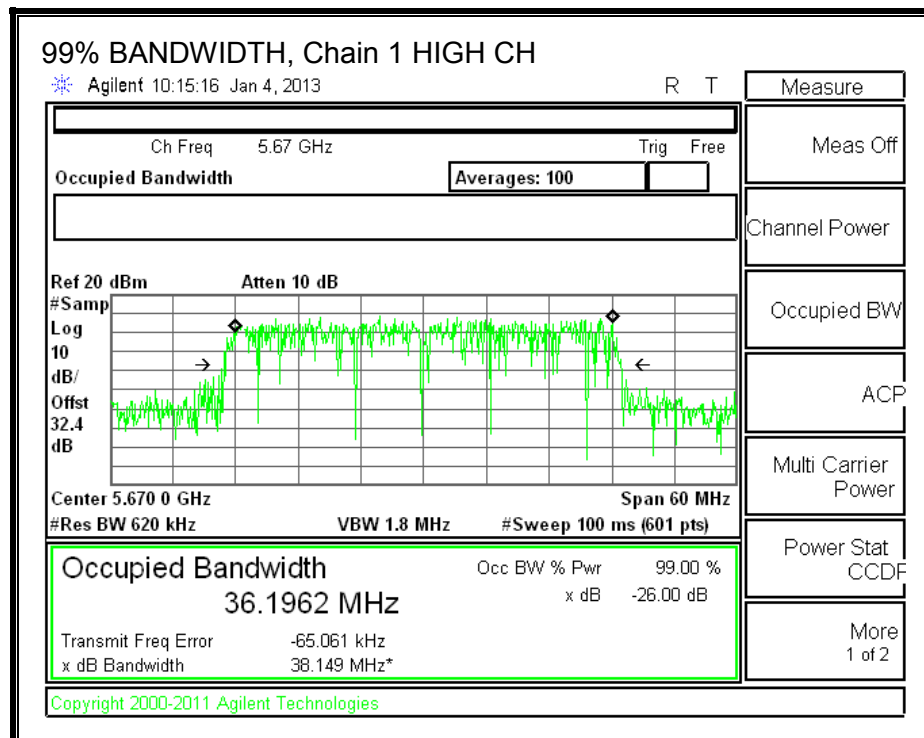 99% BANDWIDTH, Chain 1 HIGH CH
Agilent 10:15:16 Jan 4, 2013 R T
Measure
Ch Freq 5.67 GHz Trig Free
Meas Off
Occupied Bandwidth Averages: 100
Channel Power
Ref 20 dBm Atten 10 dB
#Samp
Log
10
dB/
Offst
32.4
dB
Occupied BW
ACP
Center 5.670 0 GHz Span 60 MHz
#Res BW 620 kHz VBW 1.8 MHz #Sweep 100 ms (601 pts)
Multi Carrier
Power
Occupied Bandwidth Occ BW % Pwr 99.00 %
36.1962 MHz x dB -26.00 dB
Transmit Freq Error -65.061 kHz
x dB Bandwidth 38.149 MHz*
Power Stat
CCDF
More
1 of 2
Copyright 2000-2011 Agilent Technologies